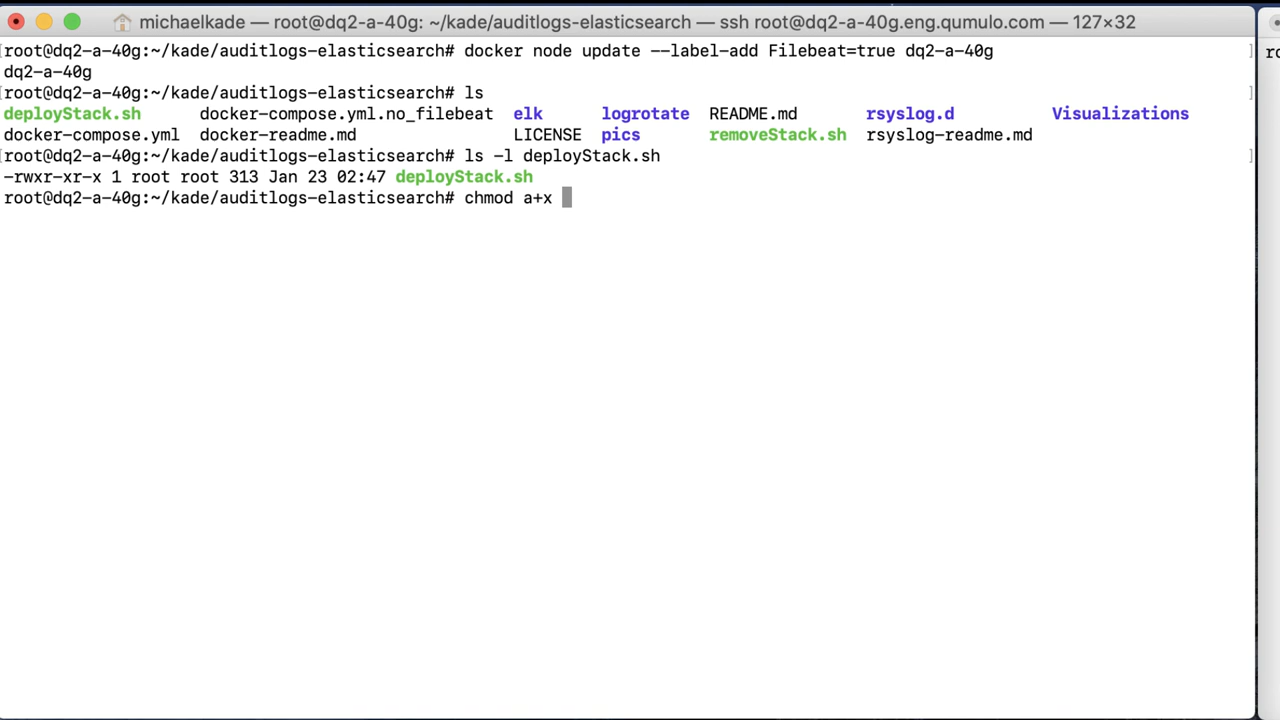 michaelkade — root@dq2-a-40g: ~/kade/auditlogs-elasticsearch — ssh root@dq2-a-40g.eng.qumulo.com — 127×32
[root@dq2-a-40g:~/kade/auditlogs-elasticsearch# docker node update --label-add Filebeat=true dq2-a-40g ]
dq2-a-40g
[root@dq2-a-40g:~/kade/auditlogs-elasticsearch# ls ]
deployStack.sh docker-compose.yml.no_filebeat elk logrotate README.md rsyslog.d Visualizations
docker-compose.yml docker-readme.md LICENSE pics removeStack.sh rsyslog-readme.md
[root@dq2-a-40g:~/kade/auditlogs-elasticsearch# ls -l deployStack.sh ]
-rwxr-xr-x 1 root root 313 Jan 23 02:47 deployStack.sh
root@dq2-a-40g:~/kade/auditlogs-elasticsearch# chmod a+x